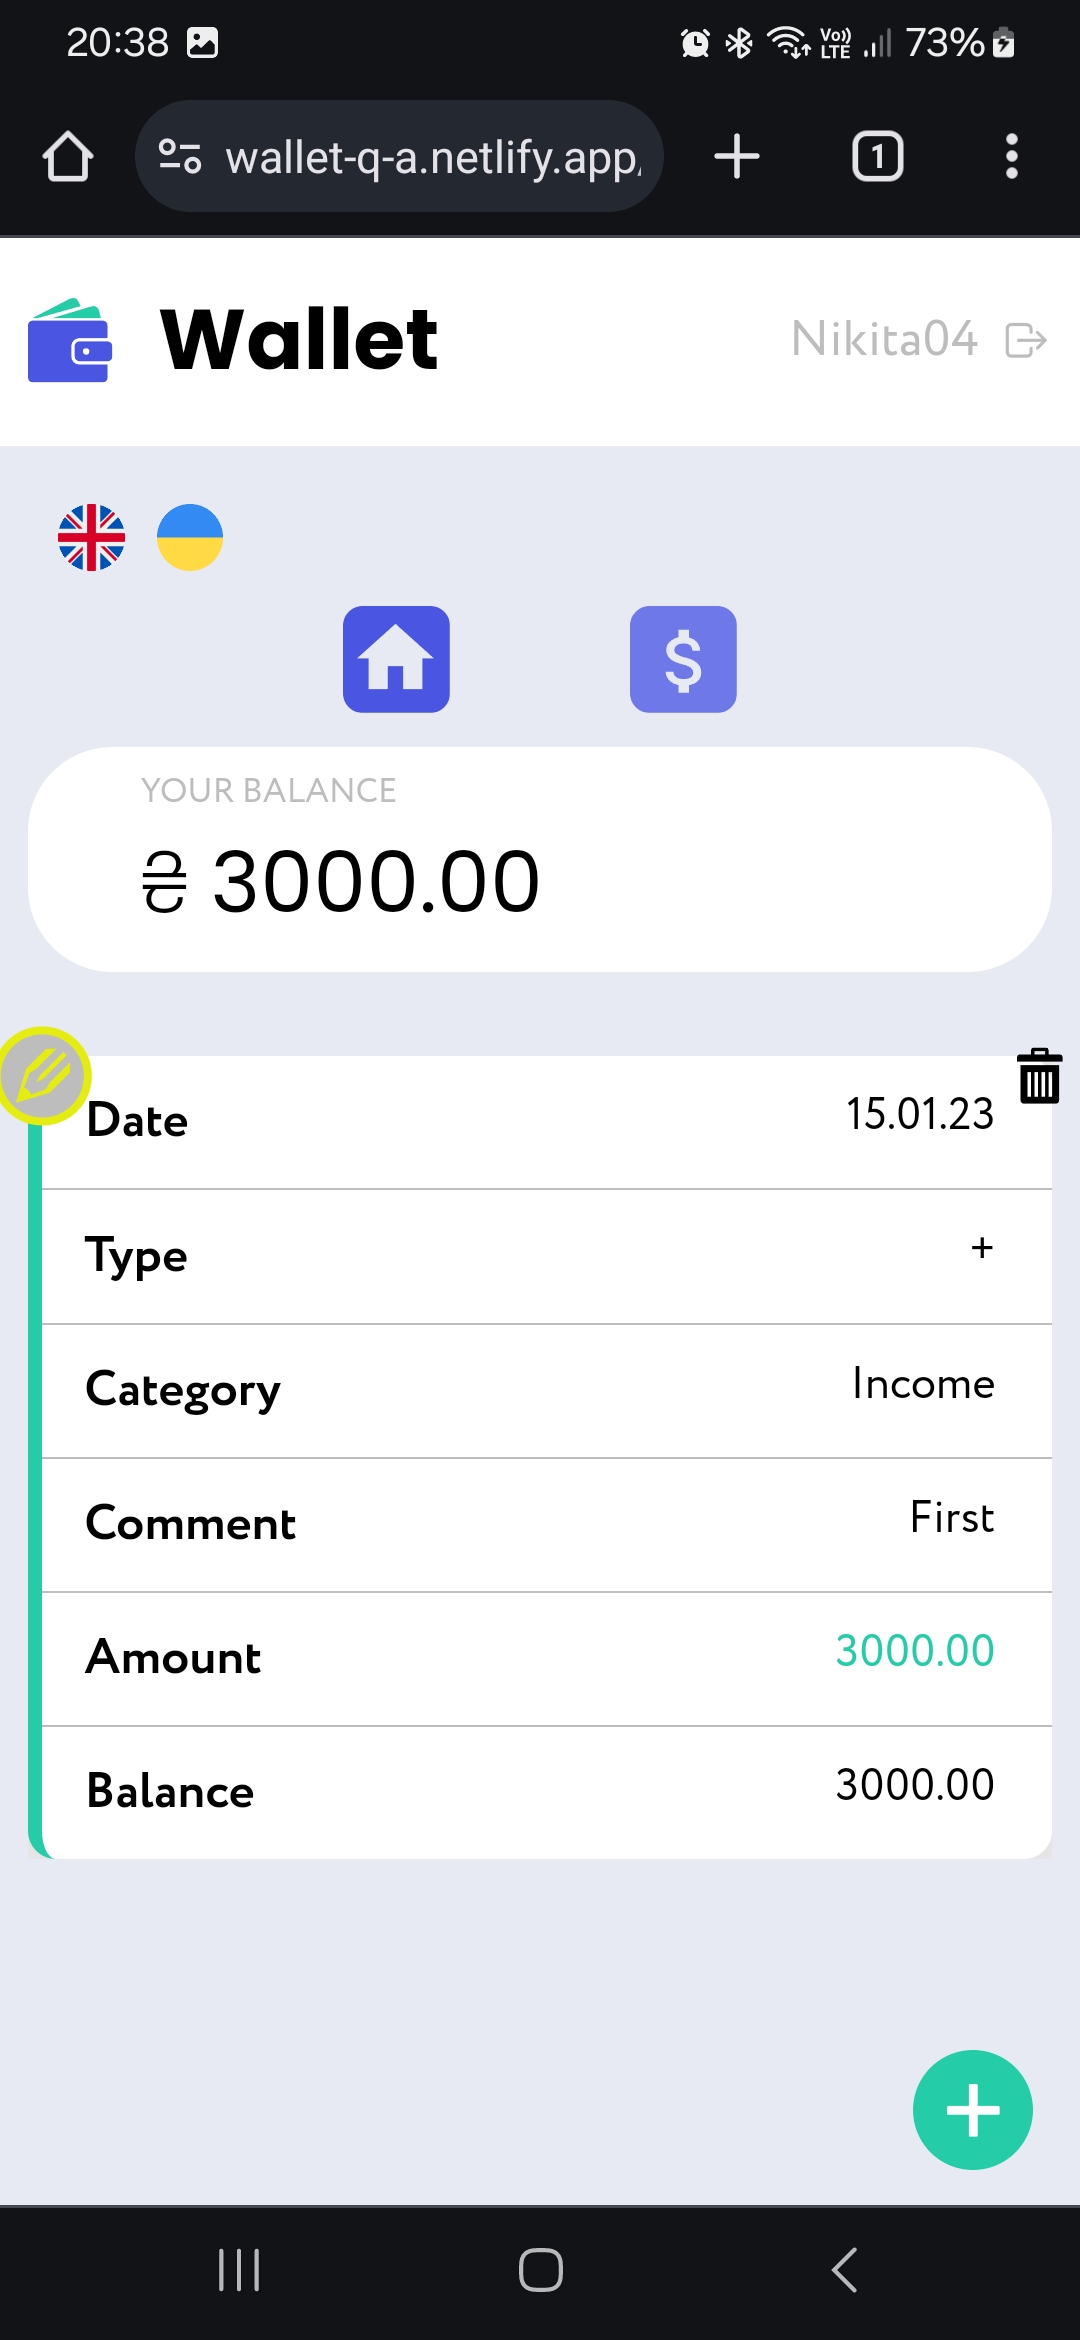 20:38 Vo)) LTE 73%
wallet-q-a.netlify.app 1
Wallet Nikita04
$
YOUR BALANCE
₴ 3000.00
Date 15.01.23
Type +
Category Income
Comment First
Amount 3000.00
Balance 3000.00